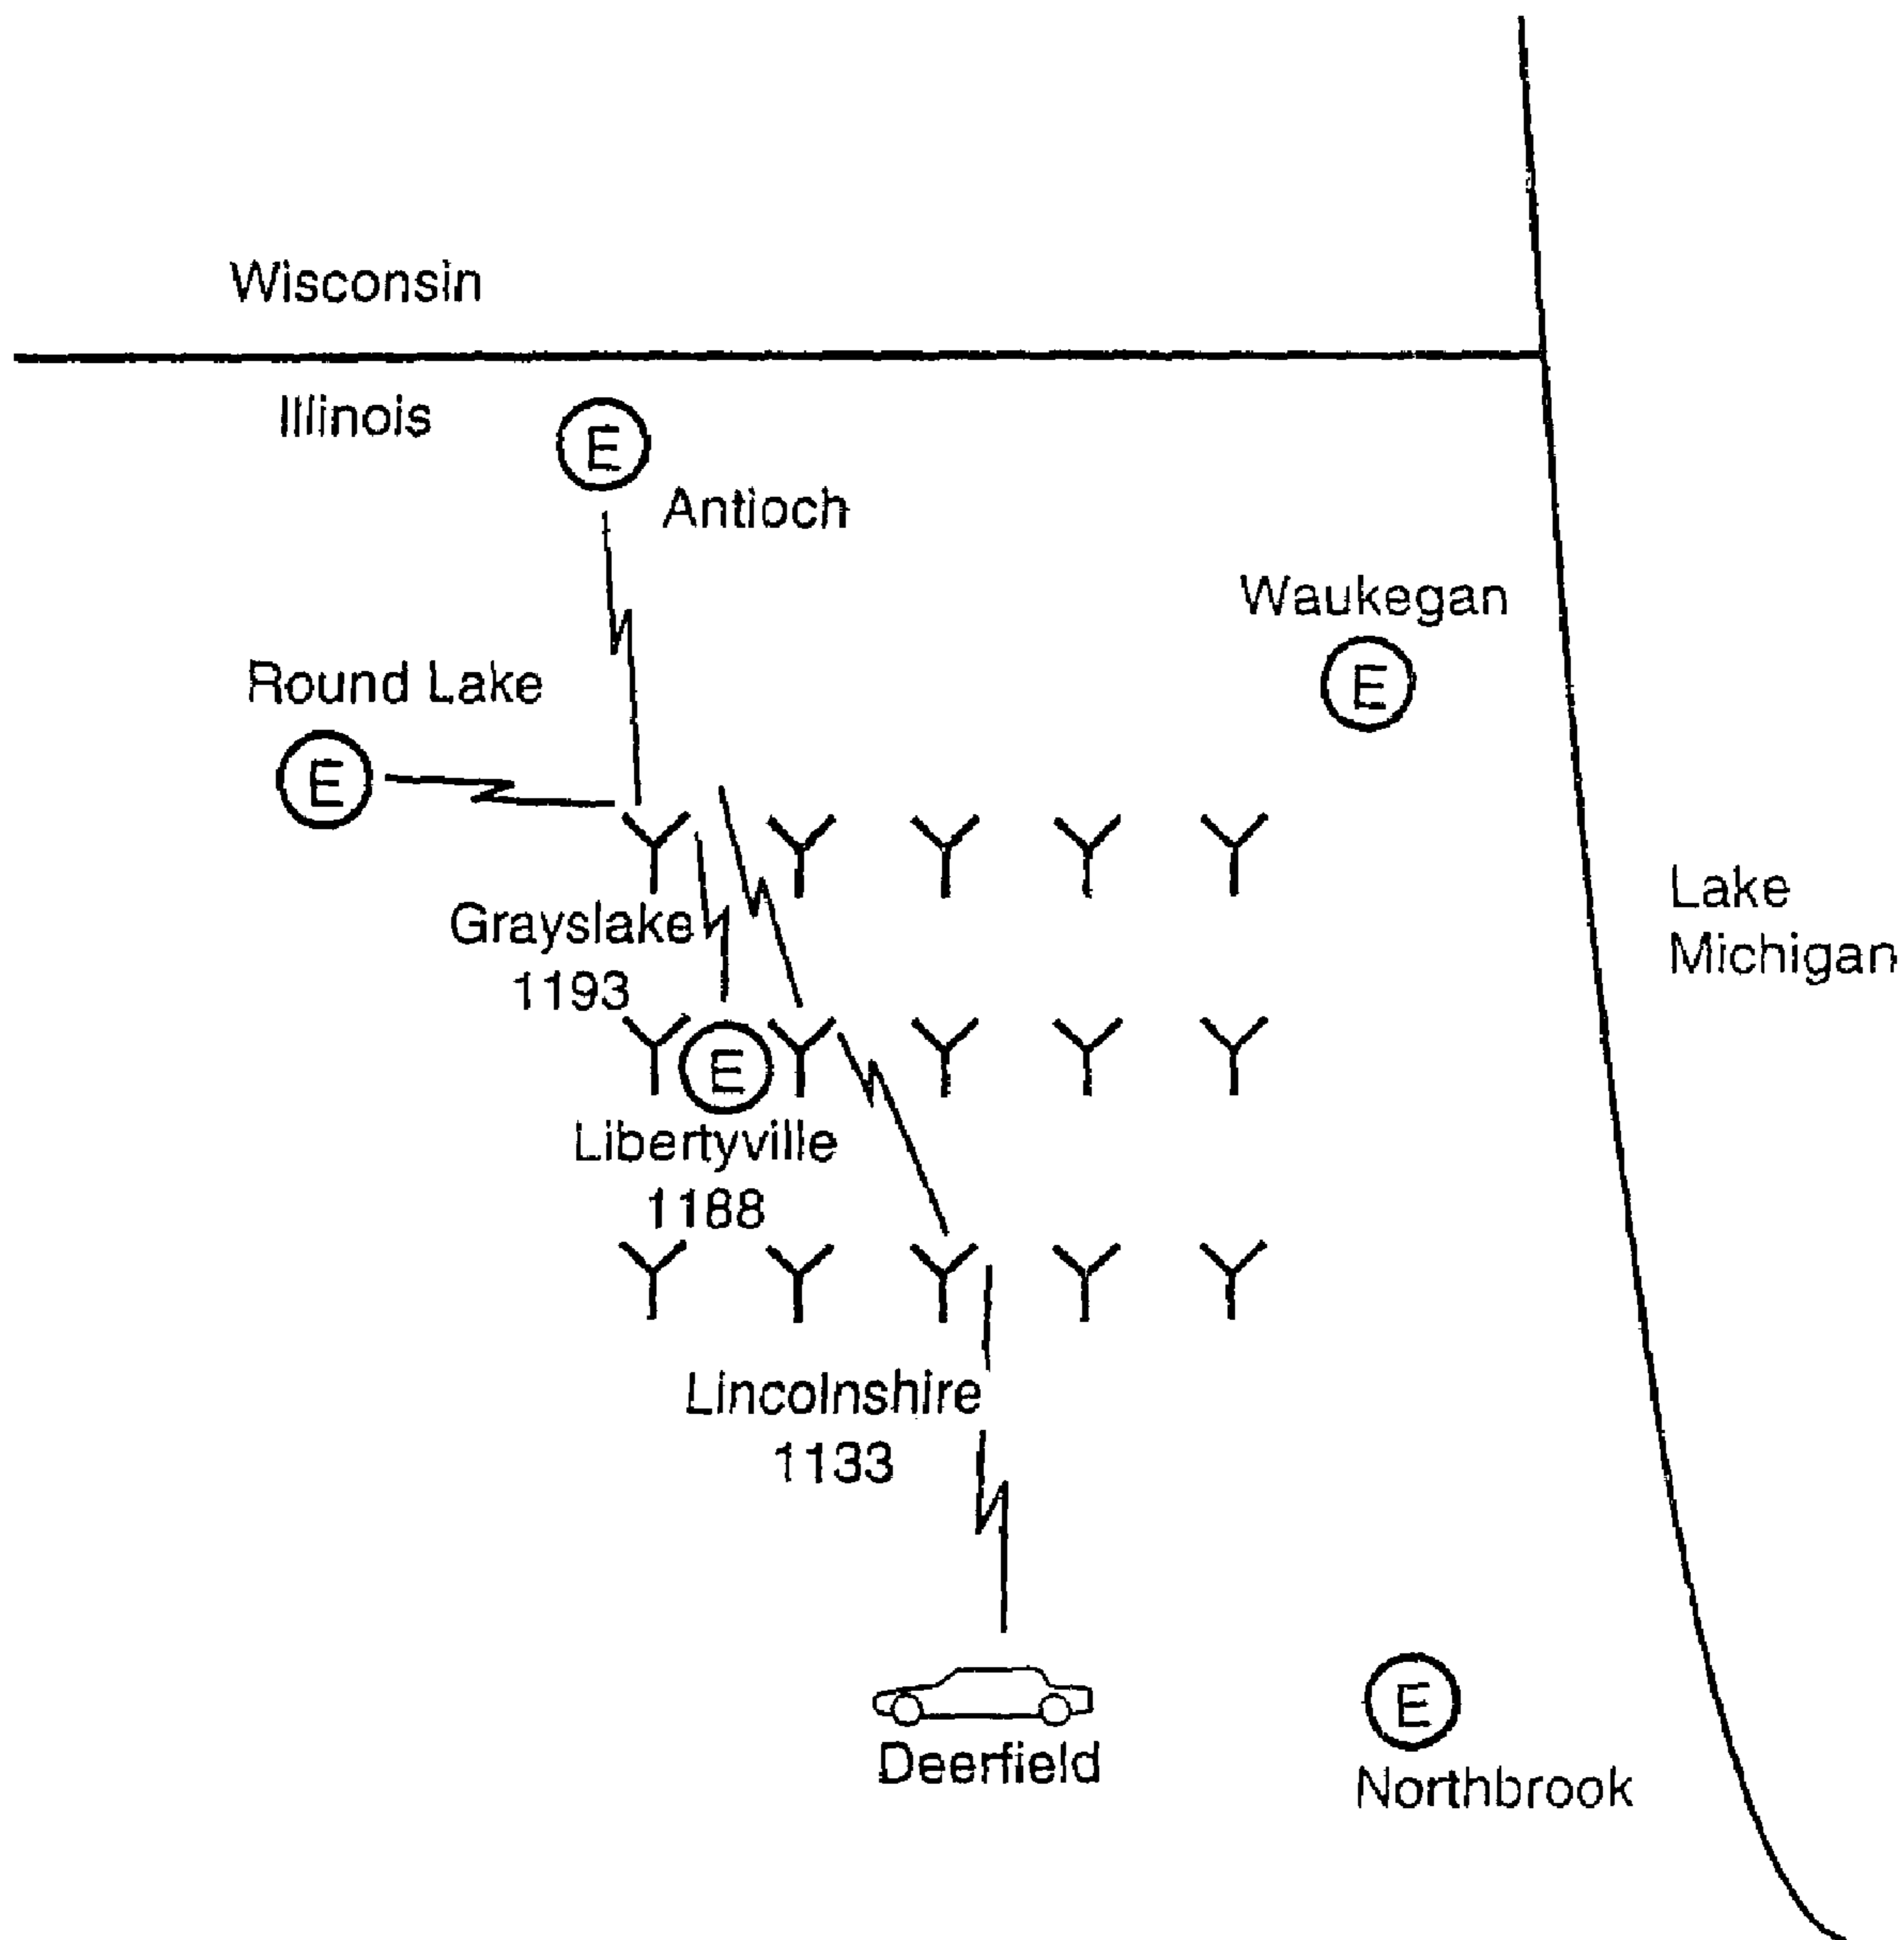 Wisconsin
Illinois
E
Antioch
Waukegan
E
Round Lake
E
Lake
Michigan
Grayslake
1193
E
Libertyville
1188
Lincolnshire
1133
Deerfield
E
Northbrook